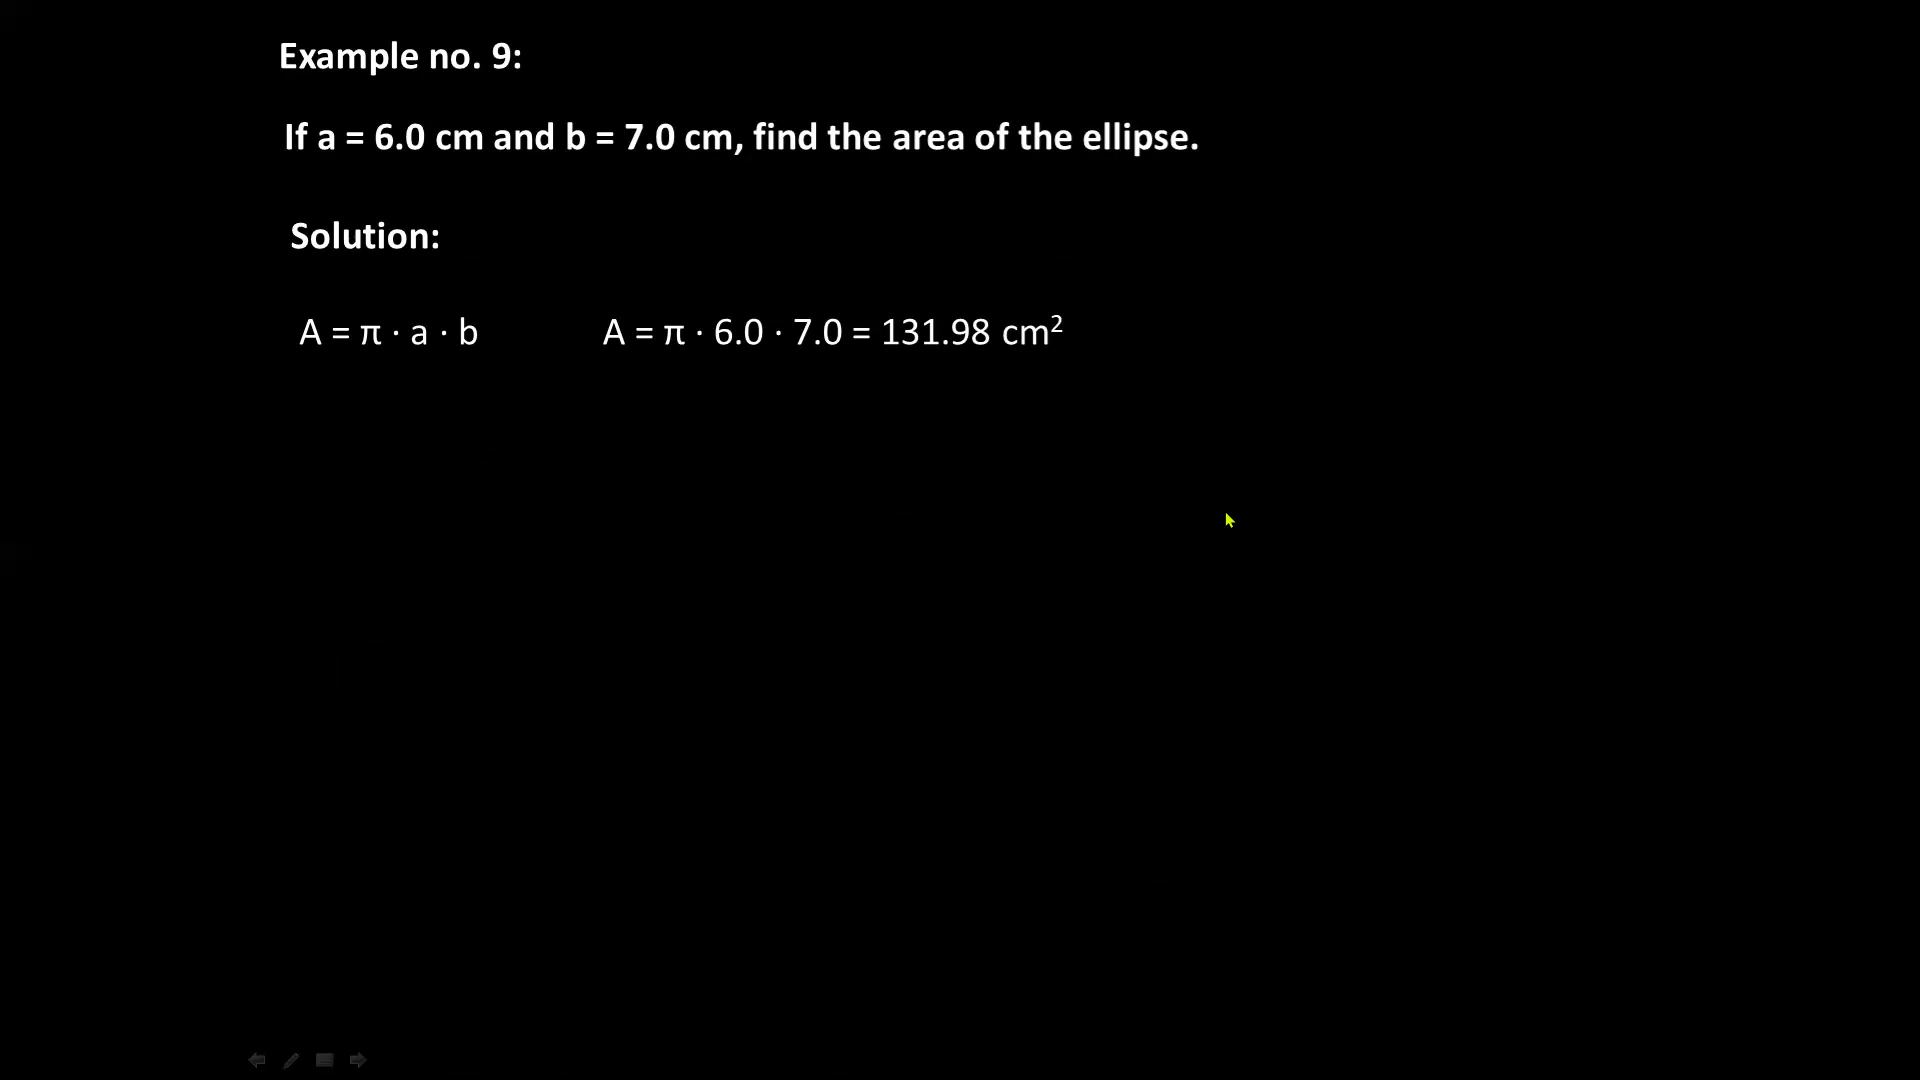 Example no. 9:
If a = 6.0 cm and b = 7.0 cm, find the area of the ellipse.
Solution:
A = π · a · b A = π · 6.0 · 7.0 = 131.98 cm²